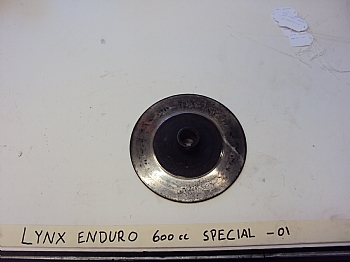 LYNX ENDURO 600cc SPECIAL -01